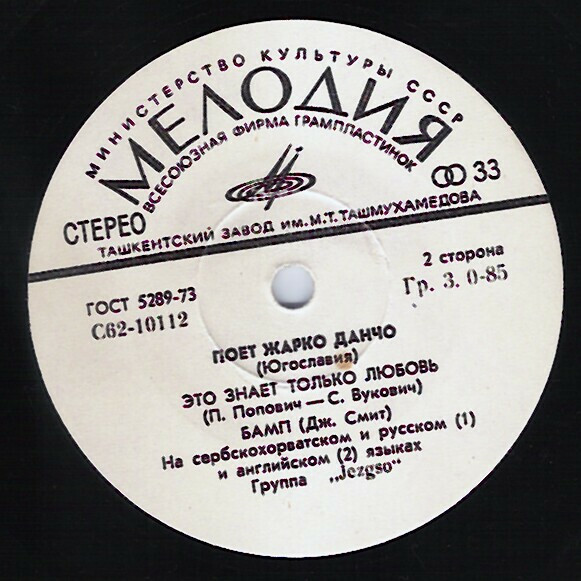 МИНИСТЕРСТВО КУЛЬТУРЫ СССР
МЕЛОДИЯ
ВСЕСОЮЗНАЯ ФИРМА ГРАМПЛАСТИНОК
33
СТЕРЕО
ТАШКЕНТСКИЙ ЗАВОД ИМ. М.Т. ТАШМУХАМЕДОВА
ГОСТ 5289-73
С62-10112
2 сторона
Гр. 3. 0-85
ПОЕТ ЖАРКО ДАНЧО
(Югославия)
ЭТО ЗНАЕТ ТОЛЬКО ЛЮБОВЬ
(П. Попович — С. Вукович)
БАМП (Дж. Смит)
На сербскохорватском и русском (1)
и английском (2) языках
Группа „Jezgso"